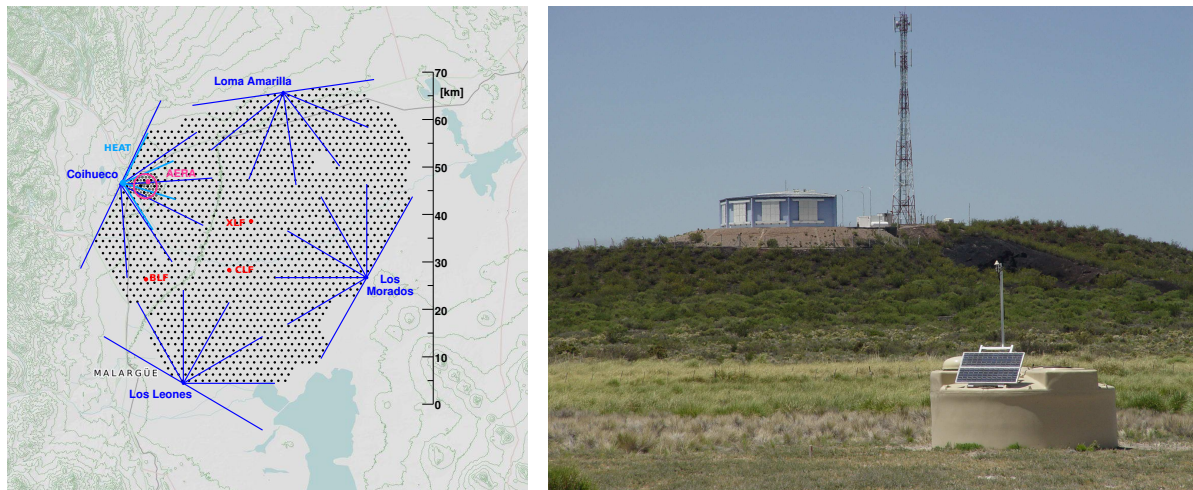 Loma Amarilla
70
[km]
60
HEAT
50
AERA
Coihueco
40
XLF
30
BLF
CLF
Los
Morados
20
10
MALARGÜE
Los Leones
0